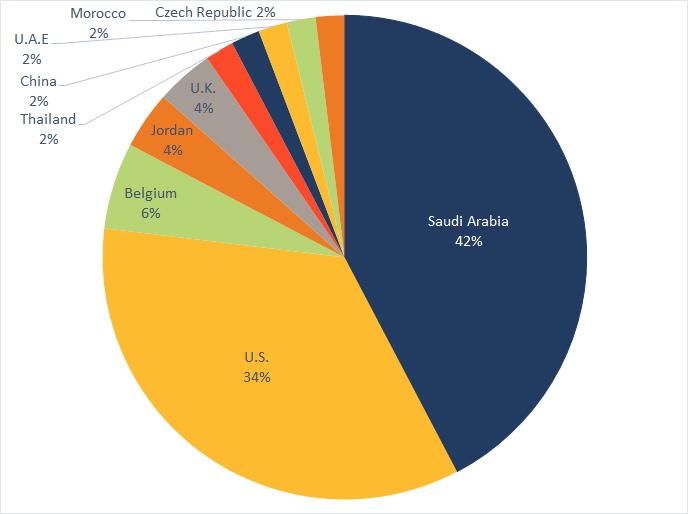 Morocco
2%
Czech Republic 2%
U.A.E
2%
China
2%
Thailand
2%
U.K.
4%
Jordan
4%
Belgium
6%
Saudi Arabia
42%
U.S.
34%